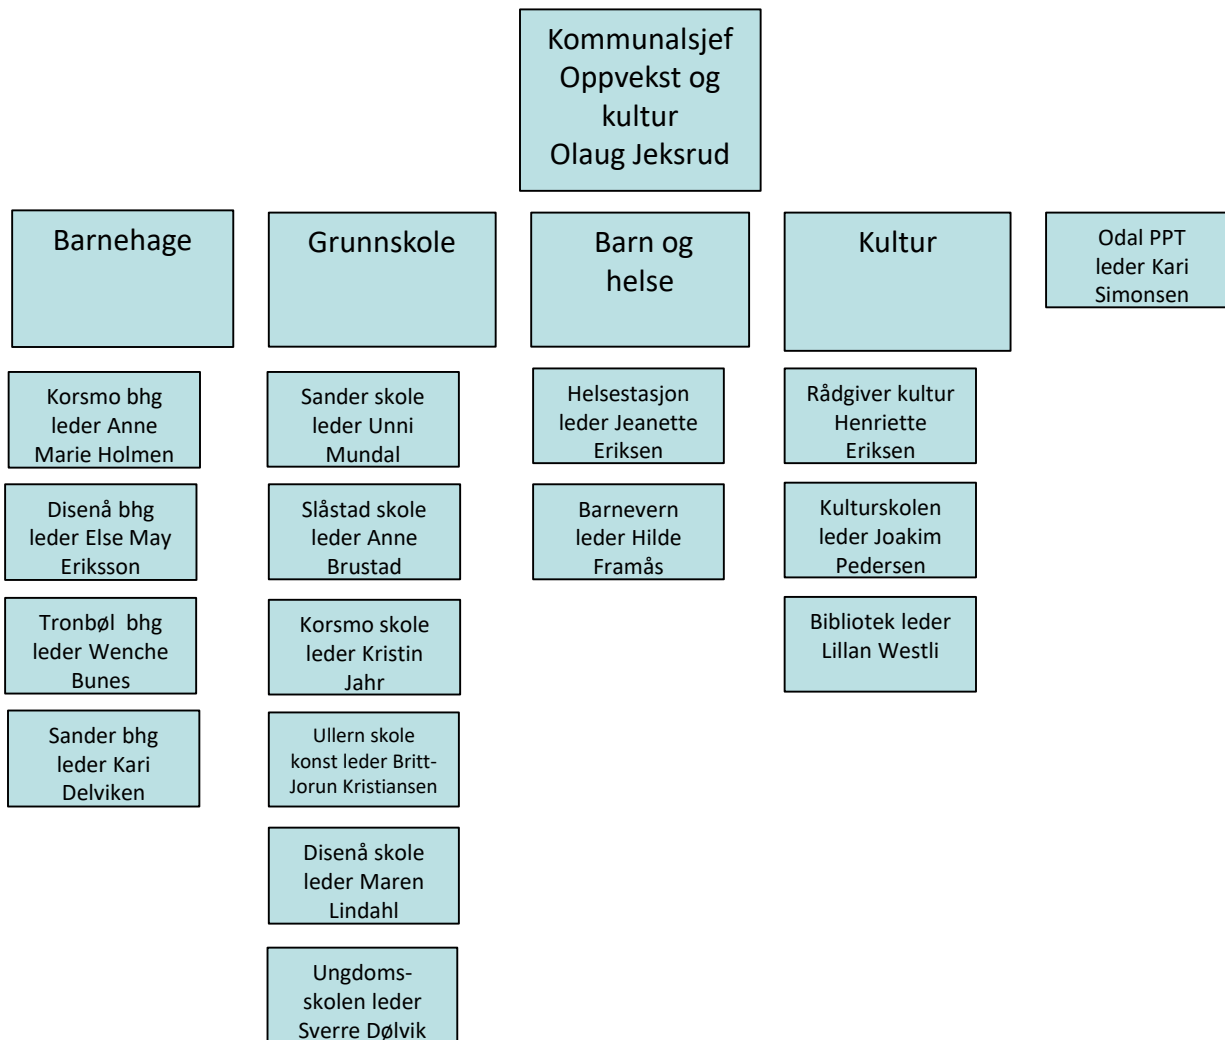 Kommunalsjef
Oppvekst og
kultur
Olaug Jeksrud
Barnehage
Grunnskole
Barn og
helse
Kultur
Odal PPT
leder Kari
Simonsen
Korsmo bhg
leder Anne
Marie Holmen
Disenå bhg
leder Else May
Eriksson
Tronbøl  bhg
leder Wenche
Bunes
Sander bhg
leder Kari
Delviken
Sander skole
leder Unni
Mundal
Slåstad skole
leder Anne
Brustad
Korsmo skole
leder Kristin
Jahr
Ullern skole
konst leder Britt-
Jorun Kristiansen
Disenå skole
leder Maren
Lindahl
Ungdoms-
skolen leder
Sverre Dølvik
Helsestasjon
leder Jeanette
Eriksen
Barnevern
leder Hilde
Framås
Rådgiver kultur
Henriette
Eriksen
Kulturskolen
leder Joakim
Pedersen
Bibliotek leder
Lillan Westli